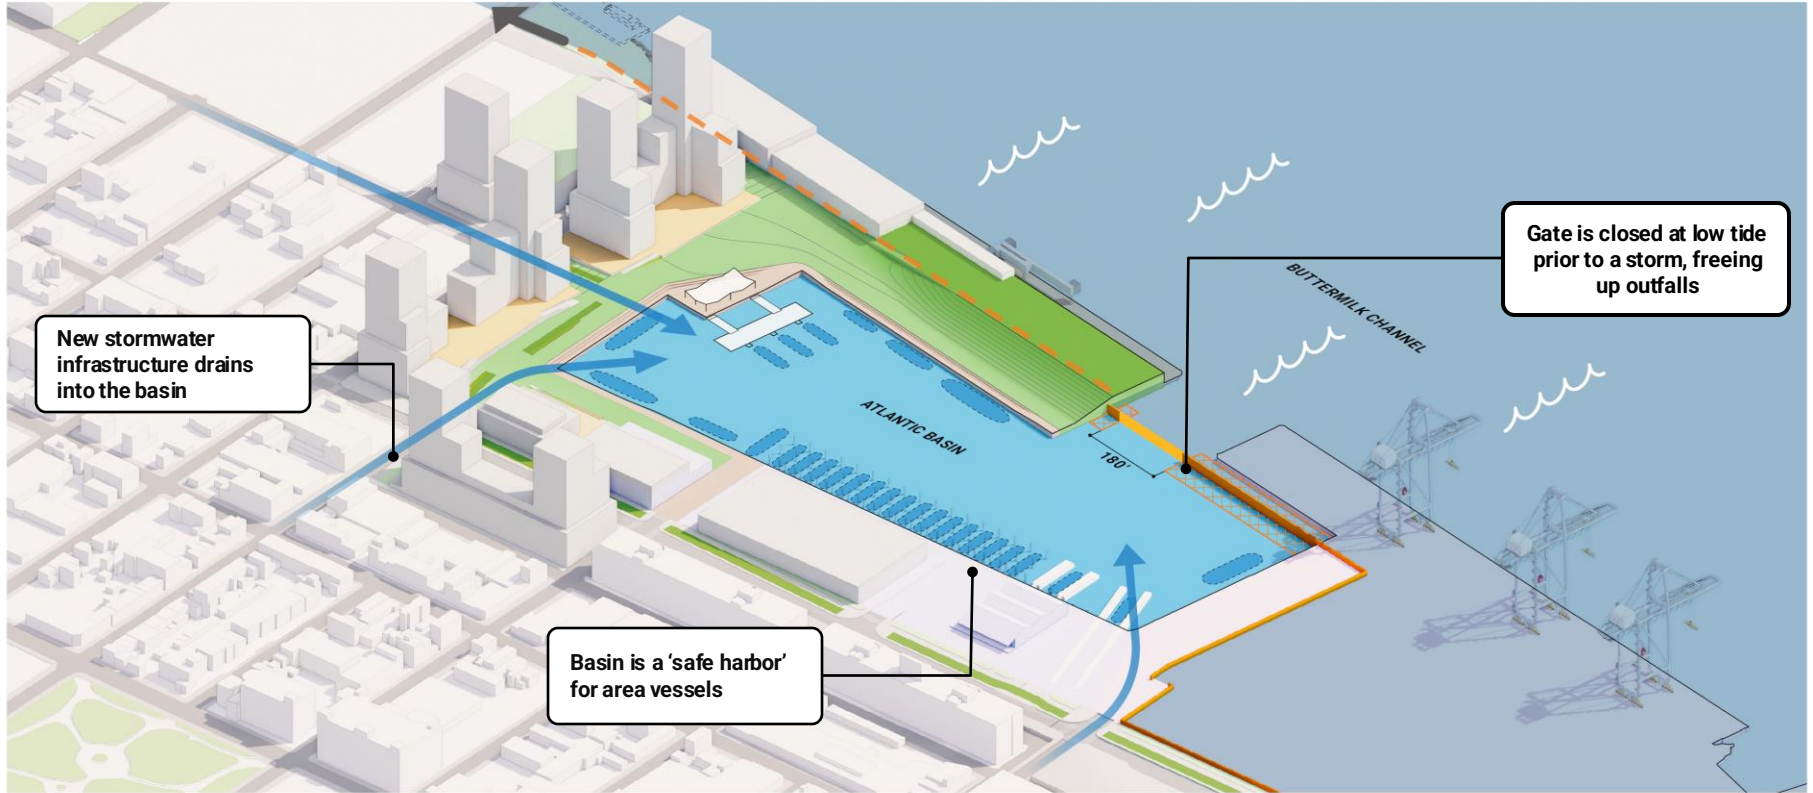 Gate is closed at low tide
prior to a storm, freeing
up outfalls
BUTTERMILK CHANNEL
New stormwater
infrastructure drains
into the basin
ATLANTIC BASIN
180'
Basin is a ‘safe harbor’
for area vessels